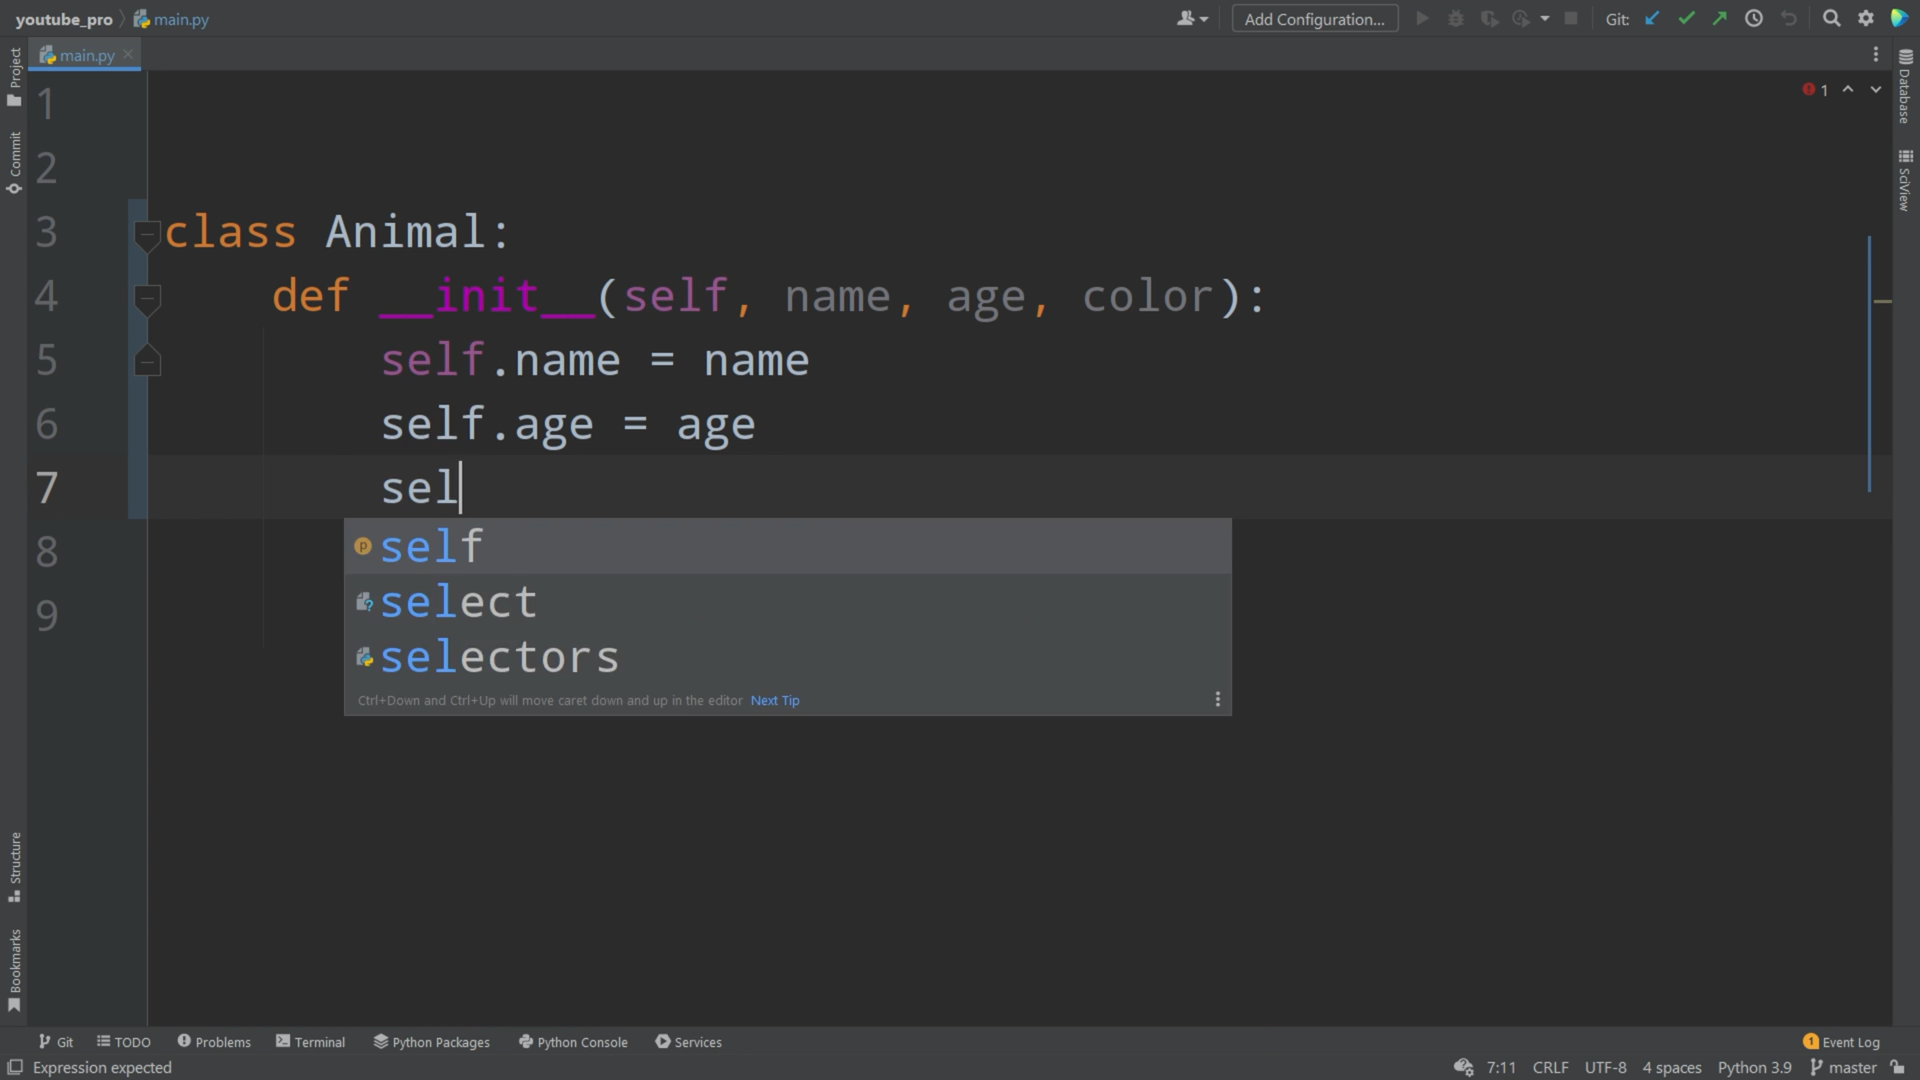 youtube_pro main.py
Add Configuration...
Git:
main.py
Project
Commit
Structure
Bookmarks
Database
SciView
1
1
2
3 class Animal:
4 def __init__(self, name, age, color):
5 self.name = name
6 self.age = age
7 sel
8
9
self
select
selectors
Ctrl+Down and Ctrl+Up will move caret down and up in the editor Next Tip
Git TODO Problems Terminal Python Packages Python Console Services
1 Event Log
Expression expected
7:11 CRLF UTF-8 4 spaces Python 3.9 master